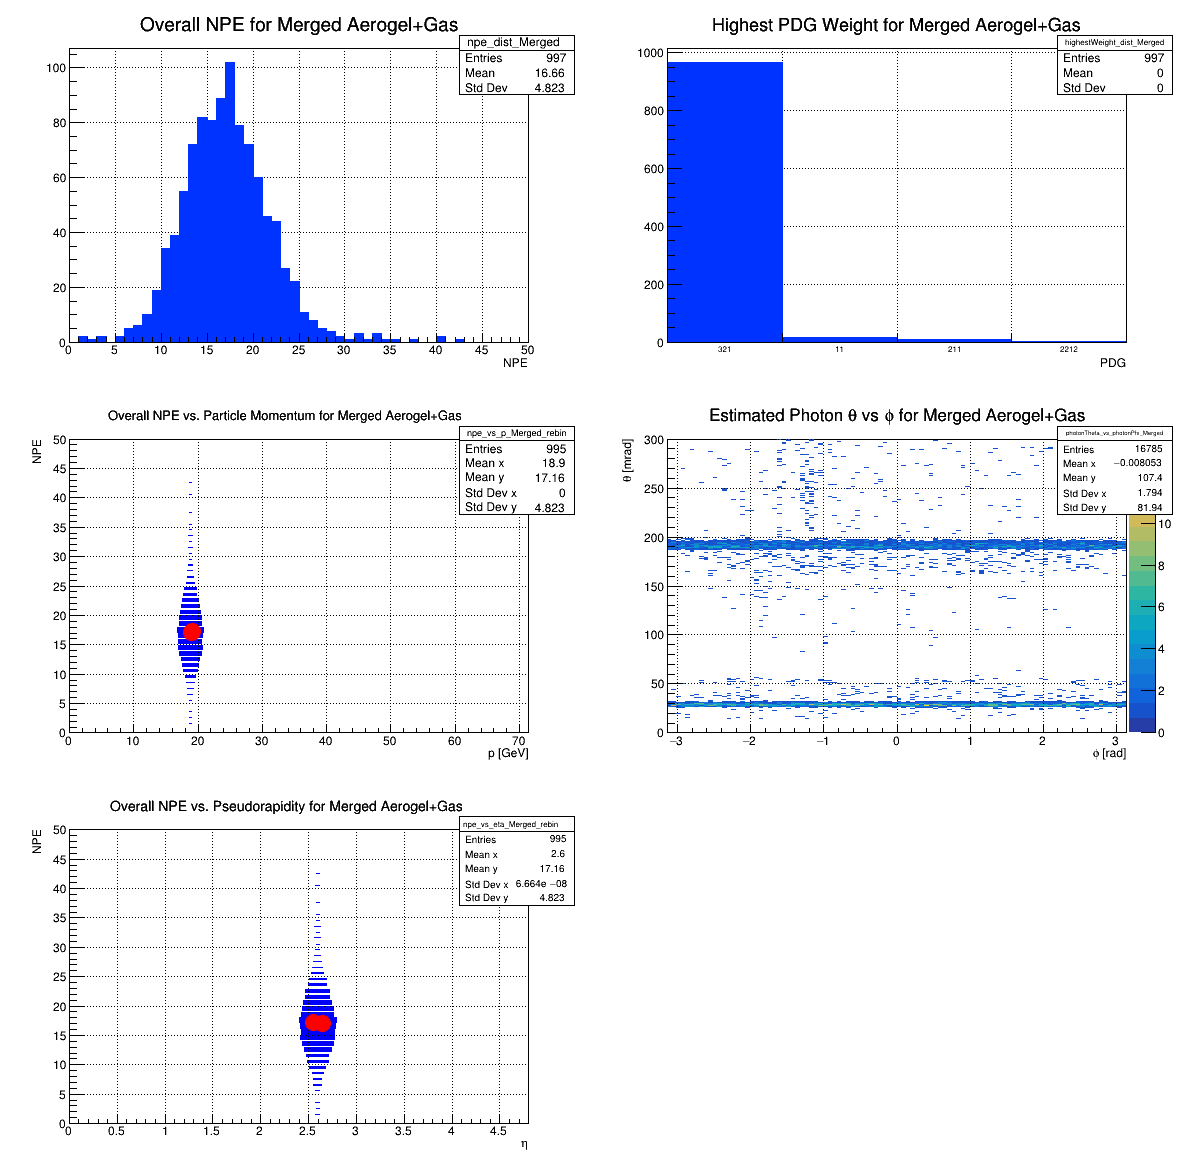 Overall NPE for Merged Aerogel+Gas
npe_dist_Merged
Entries 997
Mean 16.66
Std Dev 4.823
100
80
60
40
20
0
0 5 10 15 20 25 30 35 40 45 50
NPE
Highest PDG Weight for Merged Aerogel+Gas
highestWeight_dist_Merged
Entries 997
Mean 0
Std Dev 0
1000
800
600
400
200
0
321 11 211 2212
PDG
Overall NPE vs. Particle Momentum for Merged Aerogel+Gas
npe_vs_p_Merged_rebin
Entries 995
Mean x 18.9
Mean y 17.16
Std Dev x 0
Std Dev y 4.823
NPE
50
45
40
35
30
25
20
15
10
5
0
0 10 20 30 40 50 60 70
p [GeV]
Estimated Photon θ vs ϕ for Merged Aerogel+Gas
photonTheta_vs_photonPhi_Merged
Entries 16785
Mean x −0.008053
Mean y 107.4
Std Dev x 1.794
Std Dev y 81.94
θ [mrad]
300
250
200
150
100
50
0
−3 −2 −1 0 1 2 3
ϕ [rad]
10
8
6
4
2
0
Overall NPE vs. Pseudorapidity for Merged Aerogel+Gas
npe_vs_eta_Merged_rebin
Entries 995
Mean x 2.6
Mean y 17.16
Std Dev x 6.664e −08
Std Dev y 4.823
NPE
50
45
40
35
30
25
20
15
10
5
0
0 0.5 1 1.5 2 2.5 3 3.5 4 4.5
η